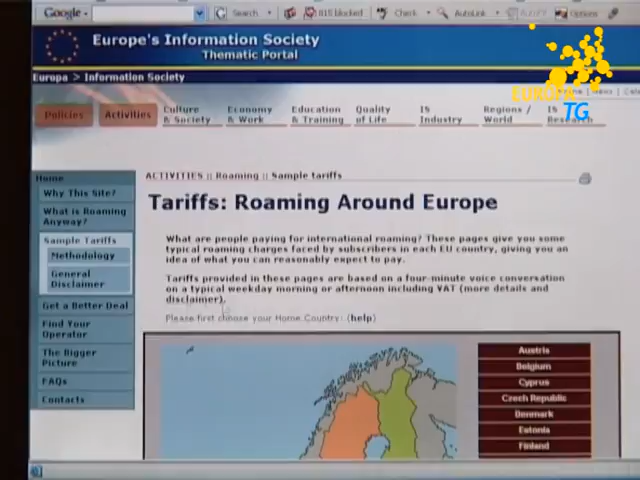 Google Search 815 blocked Check AutoLink Options
Europe's Information Society
Thematic Portal
Europa > Information Society
EUROPA
TG
Policies Activities Culture & Society Economy & Work Education & Training Quality of Life IS Industry Regions / World IS Research
Home
Why This Site?
What is Roaming Anyway?
Sample Tariffs
Methodology
General Disclaimer
Get a Better Deal
Find Your Operator
The Bigger Picture
FAQs
Contacts
ACTIVITIES :: Roaming :: Sample tariffs
Tariffs: Roaming Around Europe
What are people paying for international roaming? These pages give you some
typical roaming charges faced by subscribers in each EU country, giving you an
idea of what you can reasonably expect to pay.
Tariffs provided in these pages are based on a four-minute voice conversation
on a typical weekday morning or afternoon including VAT (more details and
disclaimer).
Please first choose your Home Country: (help)
Austria
Belgium
Cyprus
Czech Republic
Denmark
Estonia
Finland